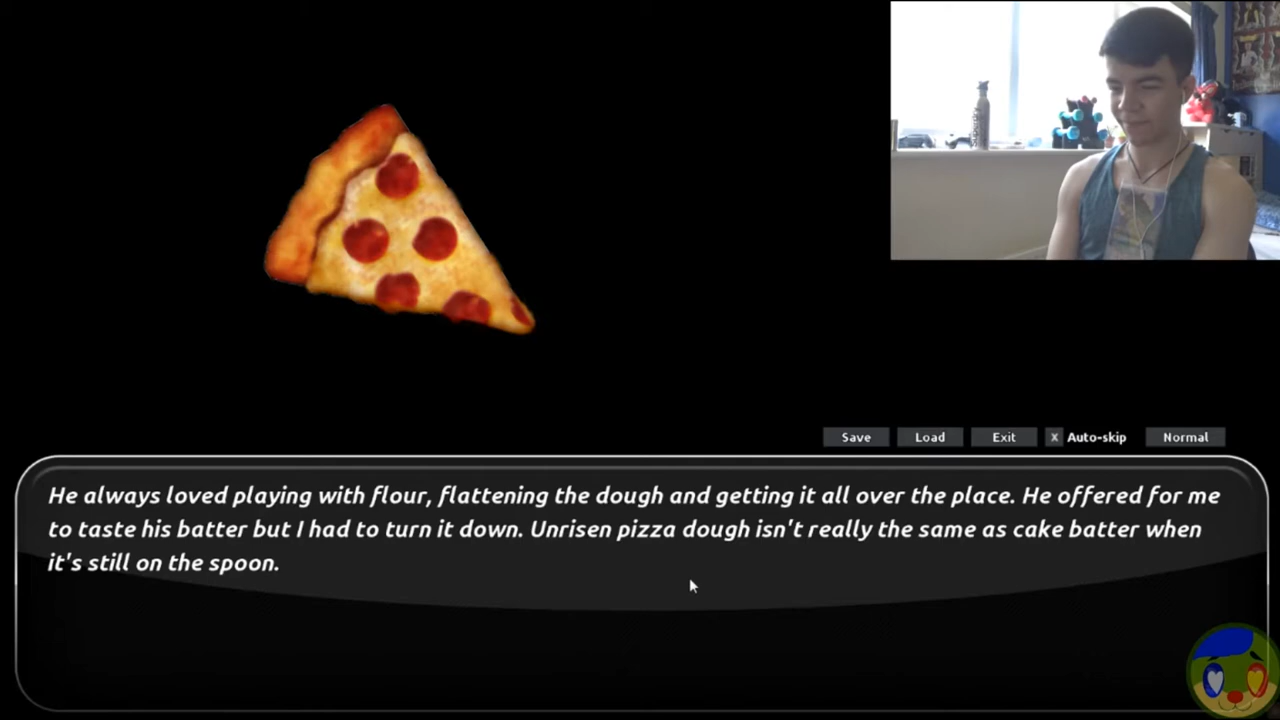 Save Load Exit X Auto-skip Normal
He always loved playing with flour, flattening the dough and getting it all over the place. He offered for me
to taste his batter but I had to turn it down. Unrisen pizza dough isn't really the same as cake batter when
it's still on the spoon.